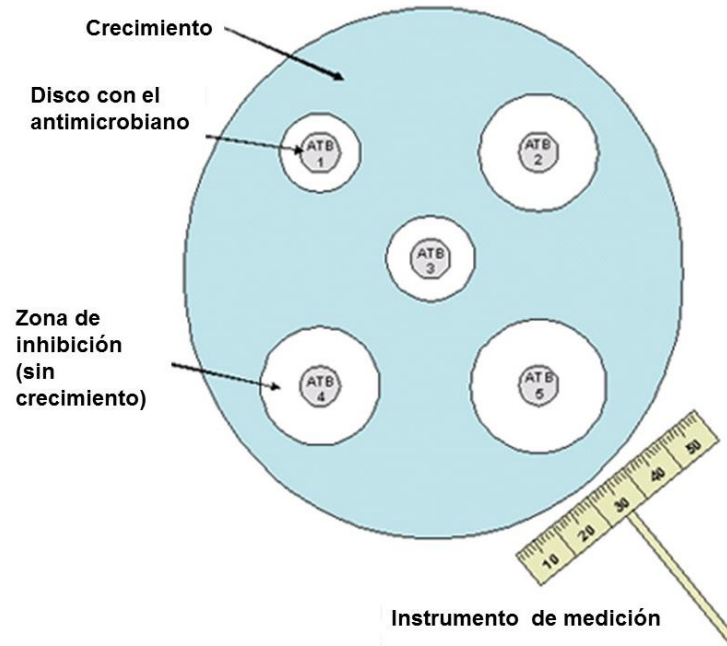 Crecimiento
Disco con el
antimicrobiano
ATB
1
ATB
2
ATB
3
Zona de
inhibición
(sin
crecimiento)
ATB
4
ATB
5
10 20 30 40 50
Instrumento de medición